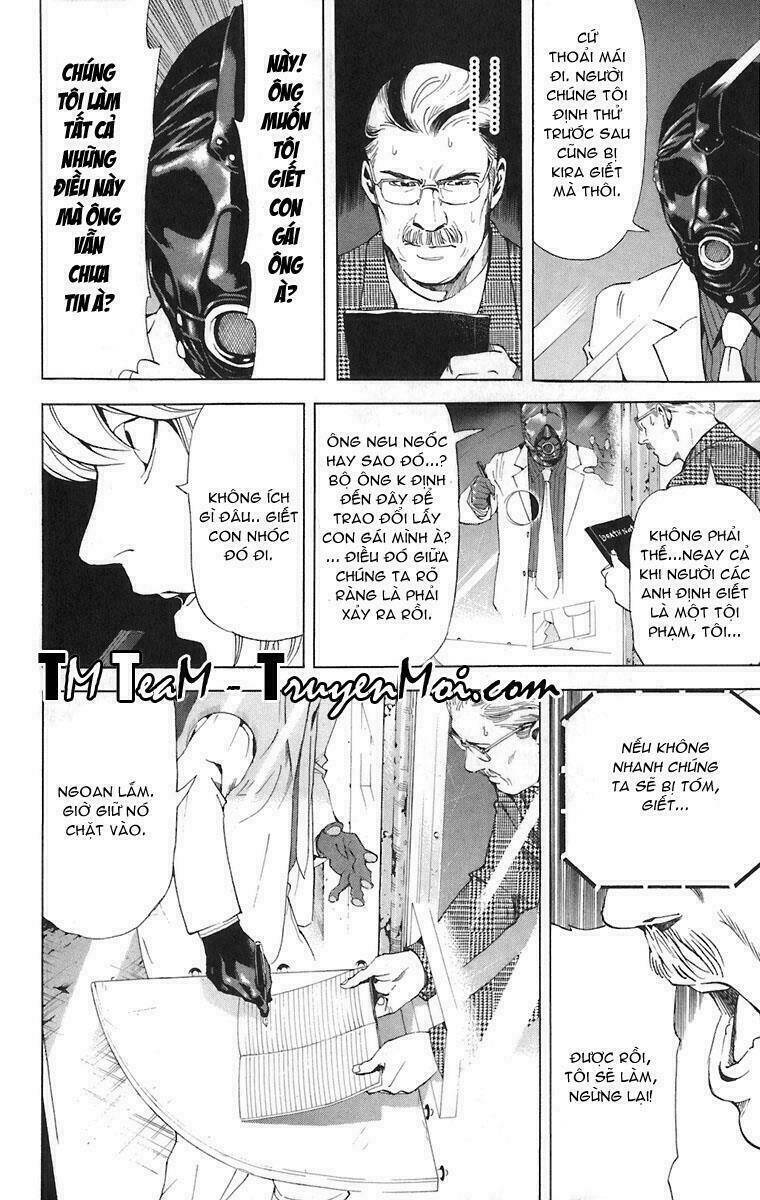 CỨ
THOẢI MÁI
ĐI. NGƯỜI
CHÚNG TÔI
ĐỊNH THỬ
TRƯỚC SAU
CŨNG BỊ
KIRA GIẾT
MÀ THÔI.
NÀY!
ÔNG
MUỐN
TÔI
GIẾT
CON
GÁI
ÔNG
À?
CHÚNG
TÔI LÀM
TẤT CẢ
NHỮNG
ĐIỀU NÀY
MÀ ÔNG
VẪN
CHƯA
TIN À?
KHÔNG PHẢI
THẾ...NGAY CẢ
KHI NGƯỜI CÁC
ANH ĐỊNH GIẾT
LÀ MỘT TỘI
PHẠM, TÔI...
DEATH NOTE
ÔNG NGU NGỐC
HAY SAO ĐÓ...?
BỘ ÔNG K ĐỊNH
ĐẾN ĐÂY ĐỂ
TRAO ĐỔI LẤY
CON GÁI MÌNH À?
... ĐIỀU ĐÓ GIỮA
CHÚNG TA RÕ
RÀNG LÀ PHẢI
XẢY RA RỒI.
KHÔNG ÍCH
GÌ ĐÂU.. GIẾT
CON NHÓC
ĐÓ ĐI.
TM TEAM - TRUYENMOI.COM
NẾU KHÔNG
NHANH CHÚNG
TA SẼ BỊ TÓM,
GIẾT...
ĐƯỢC RỒI,
TÔI SẼ LÀM,
NGỪNG LẠI!
NGOAN LẮM.
GIỜ GIỮ NÓ
CHẶT VÀO.